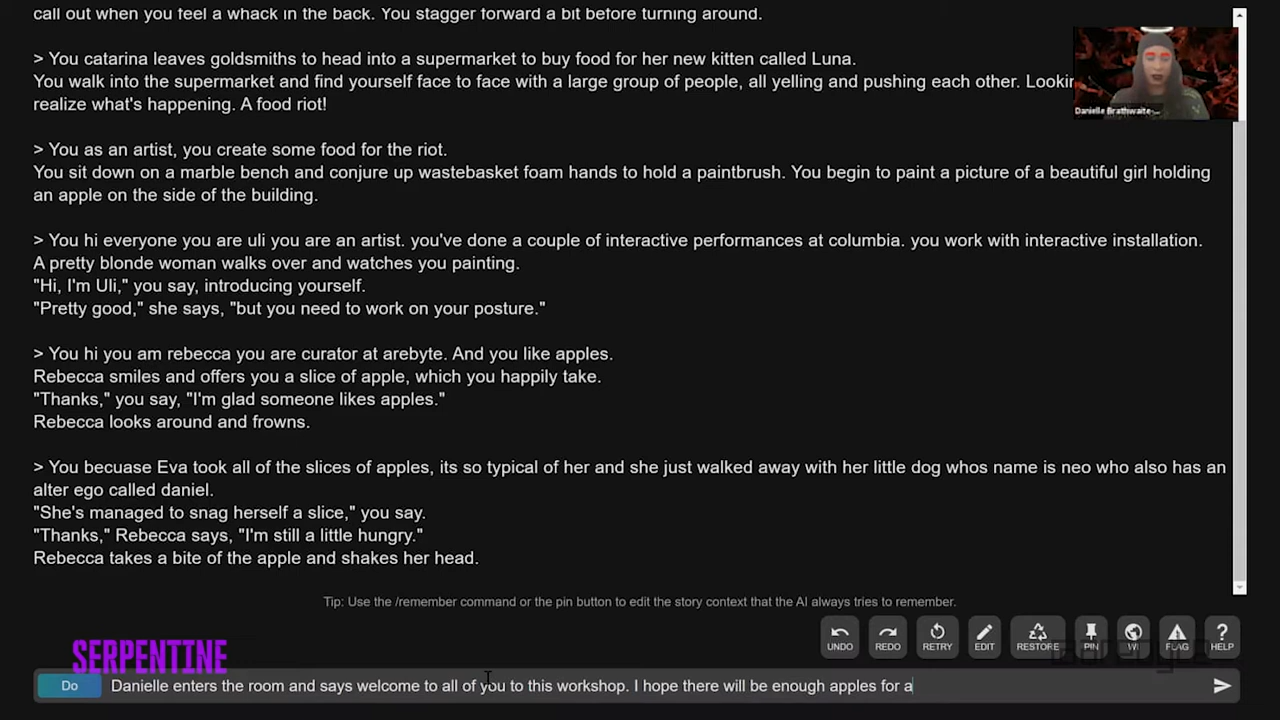 call out when you feel a whack in the back. You stagger forward a bit before turning around.
> You catarina leaves goldsmiths to head into a supermarket to buy food for her new kitten called Luna.
You walk into the supermarket and find yourself face to face with a large group of people, all yelling and pushing each other.
realize what's happening. A food riot!
Danielle Brathwaite-
> You as an artist, you create some food for the riot.
You sit down on a marble bench and conjure up wastebasket foam hands to hold a paintbrush. You begin to paint a picture of a beautiful girl holding
an apple on the side of the building.
> You hi everyone you are uli you are an artist. you've done a couple of interactive performances at columbia. you work with interactive installation.
A pretty blonde woman walks over and watches you painting.
"Hi, I'm Uli," you say, introducing yourself.
"Pretty good," she says, "but you need to work on your posture."
> You hi you am rebecca you are curator at arebyte. And you like apples.
Rebecca smiles and offers you a slice of apple, which you happily take.
"Thanks," you say, "I'm glad someone likes apples."
Rebecca looks around and frowns.
> You becuase Eva took all of the slices of apples, its so typical of her and she just walked away with her little dog whos name is neo who also has an
alter ego called daniel.
"She's managed to snag herself a slice," you say.
"Thanks," Rebecca says, "I'm still a little hungry."
Rebecca takes a bite of the apple and shakes her head.
Tip: Use the /remember command or the pin button to edit the story context that the AI always tries to remember.
UNDO REDO RETRY EDIT RESTORE PIN WI FLAG HELP
SERPENTINE
Do Danielle enters the room and says welcome to all of you to this workshop. I hope there will be enough apples for a